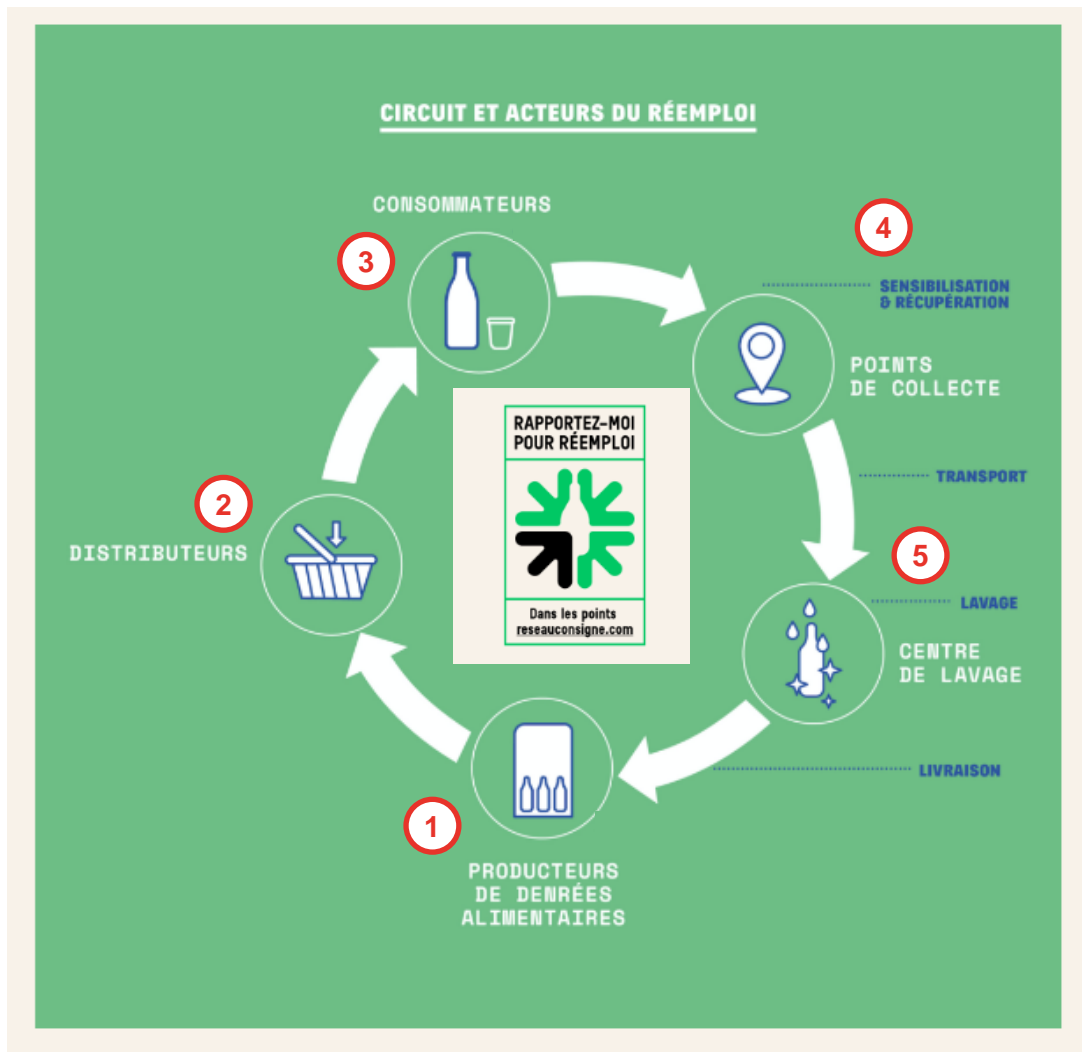 CIRCUIT ET ACTEURS DU RÉEMPLOI
CONSOMMATEURS
3
4
SENSIBILISATION
& RÉCUPÉRATION
POINTS
DE COLLECTE
RAPPORTEZ-MOI
POUR RÉEMPLOI
Dans les points
reseauconsigne.com
TRANSPORT
2
DISTRIBUTEURS
5
LAVAGE
CENTRE
DE LAVAGE
LIVRAISON
1
PRODUCTEURS
DE DENRÉES
ALIMENTAIRES